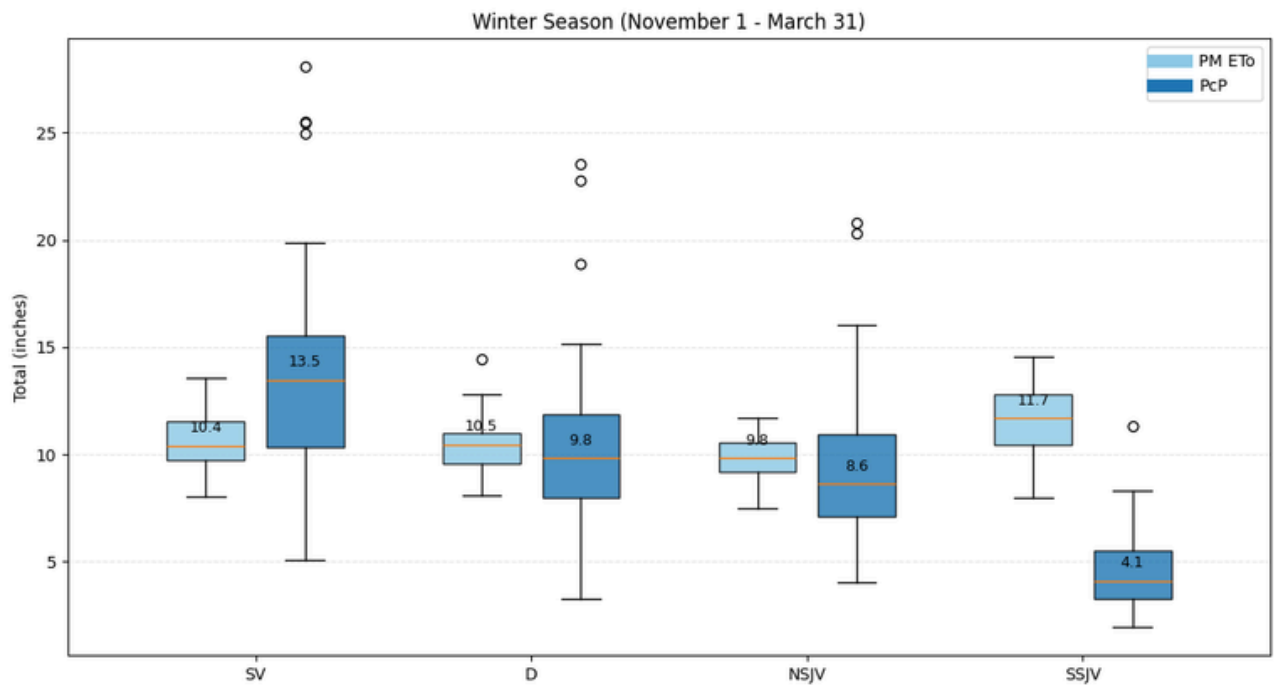 Winter Season (November 1 - March 31)
PM ETo
PcP
Total (inches)
25
20
15
10
5
10.4
13.5
10.5
9.8
9.8
8.6
11.7
4.1
SV
D
NSJV
SSJV